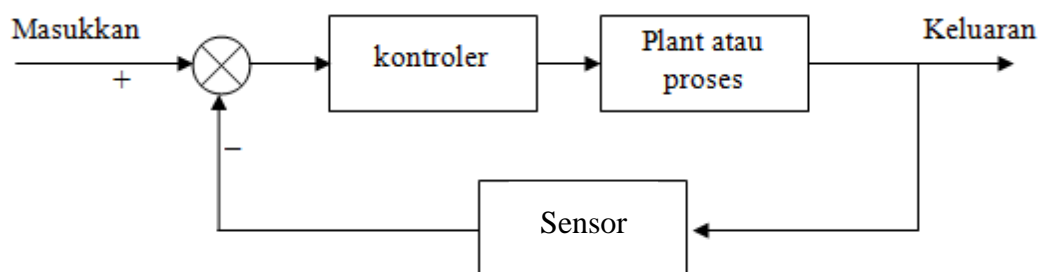 Masukkan
+
kontroler
Plant atau
proses
Keluaran
−
Sensor